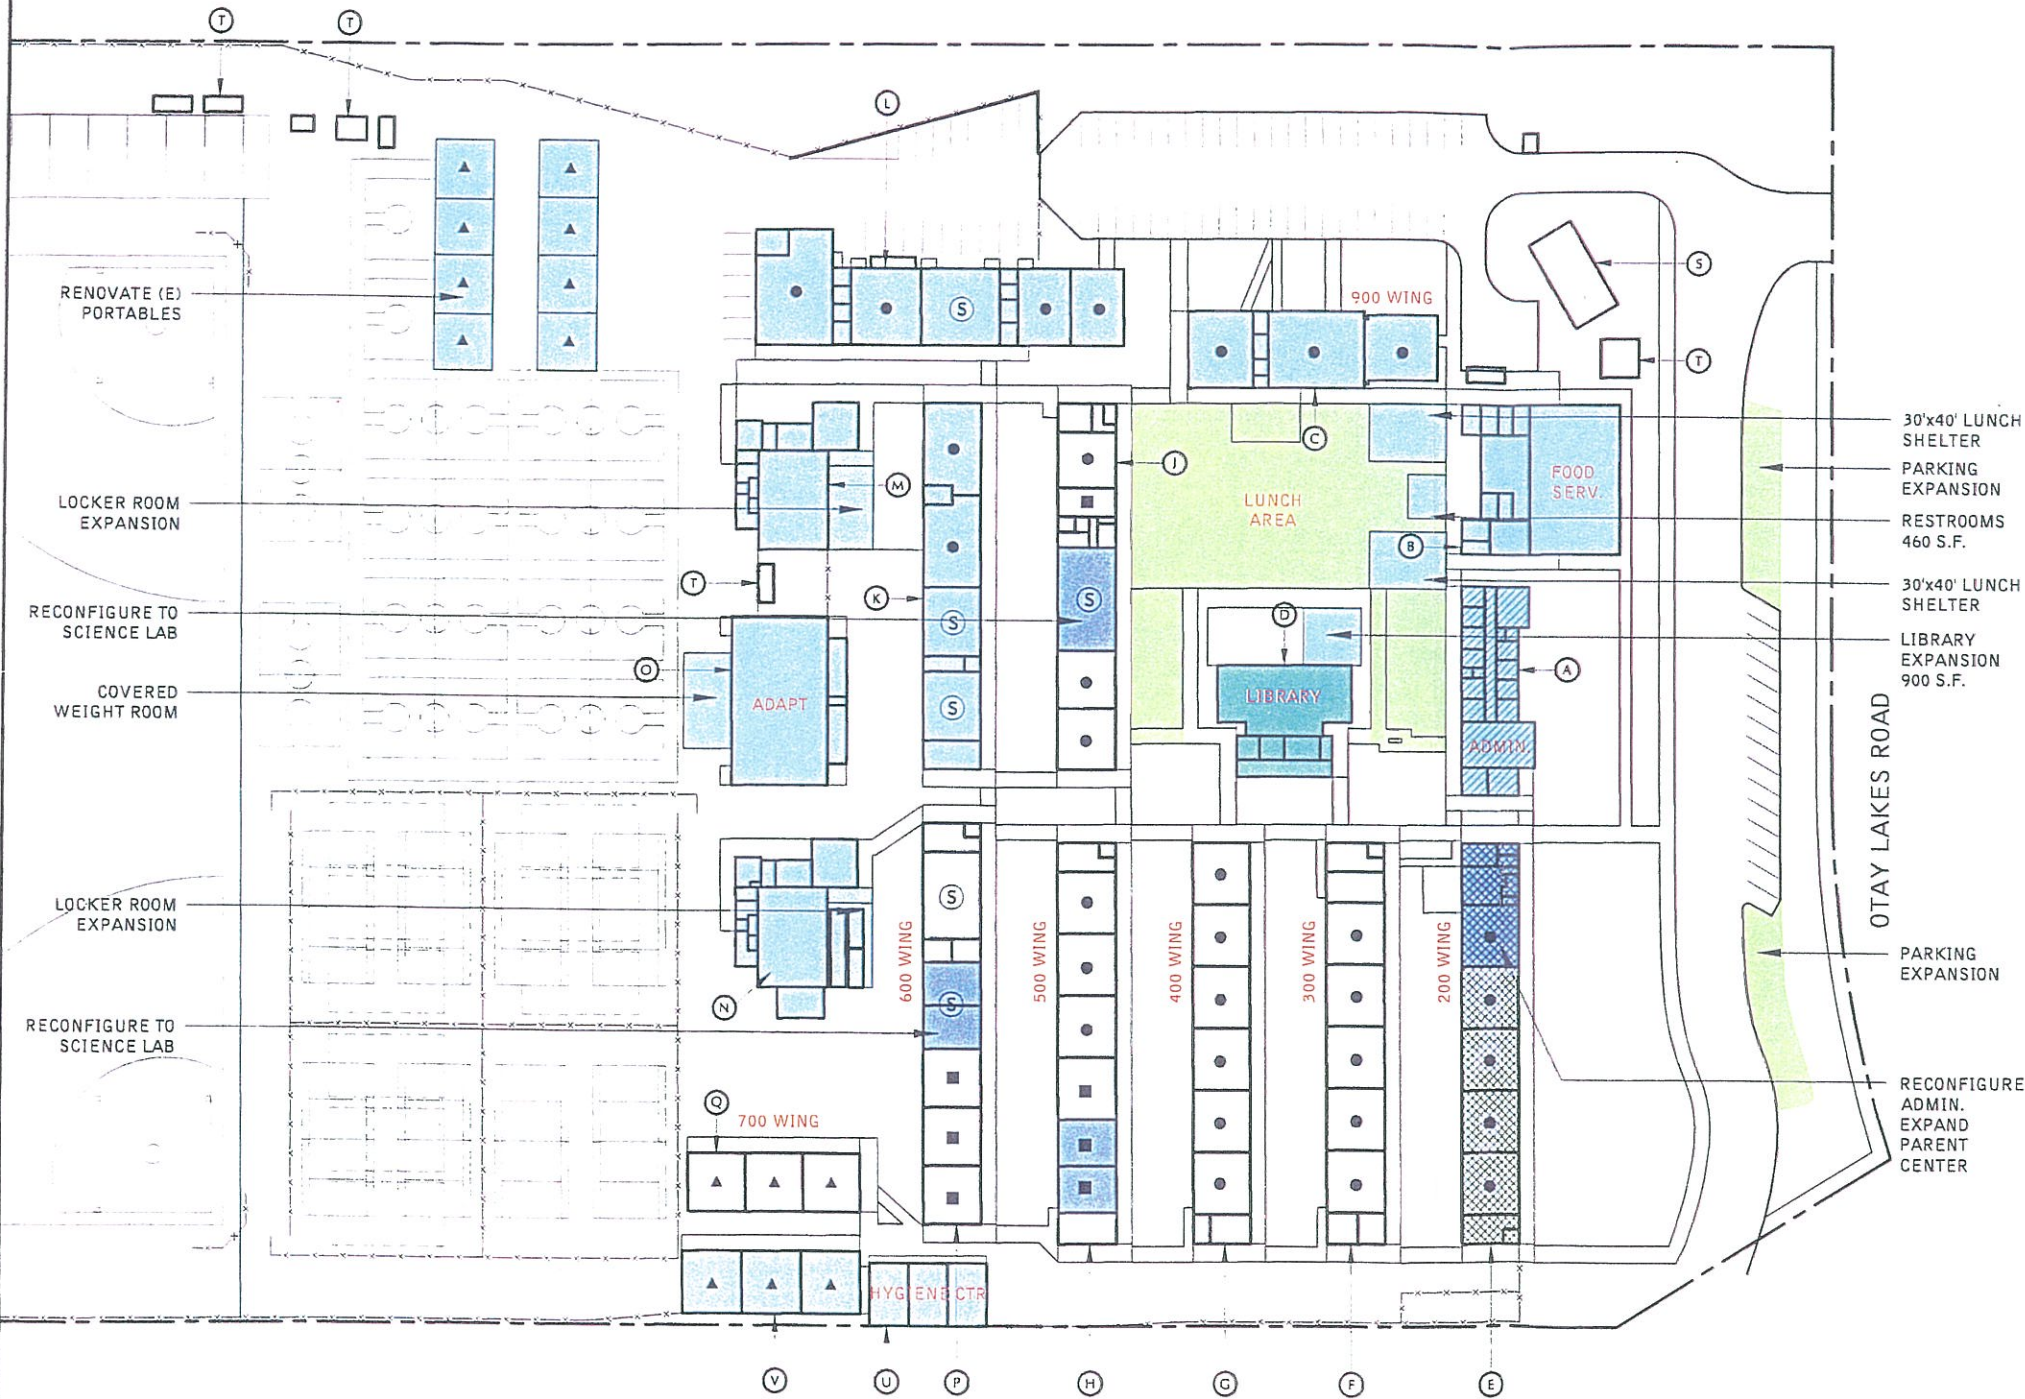 T
T
L
RENOVATE (E)
PORTABLES
S
S
900 WING
T
30'x40' LUNCH
SHELTER
C
J
M
LOCKER ROOM
EXPANSION
LUNCH
AREA
FOOD
SERV.
PARKING
EXPANSION
RESTROOMS
460 S.F.
B
T
K
S
30'x40' LUNCH
SHELTER
RECONFIGURE TO
SCIENCE LAB
S
D
LIBRARY
EXPANSION
900 S.F.
O
A
COVERED
WEIGHT ROOM
ADAPT
S
LIBRARY
ADMIN.
OTAY LAKES ROAD
LOCKER ROOM
EXPANSION
S
600 WING
500 WING
400 WING
300 WING
200 WING
PARKING
EXPANSION
N
S
RECONFIGURE TO
SCIENCE LAB
RECONFIGURE
ADMIN.
EXPAND
PARENT
CENTER
Q
700 WING
HYGIENE CTR
V
U
P
H
G
F
E